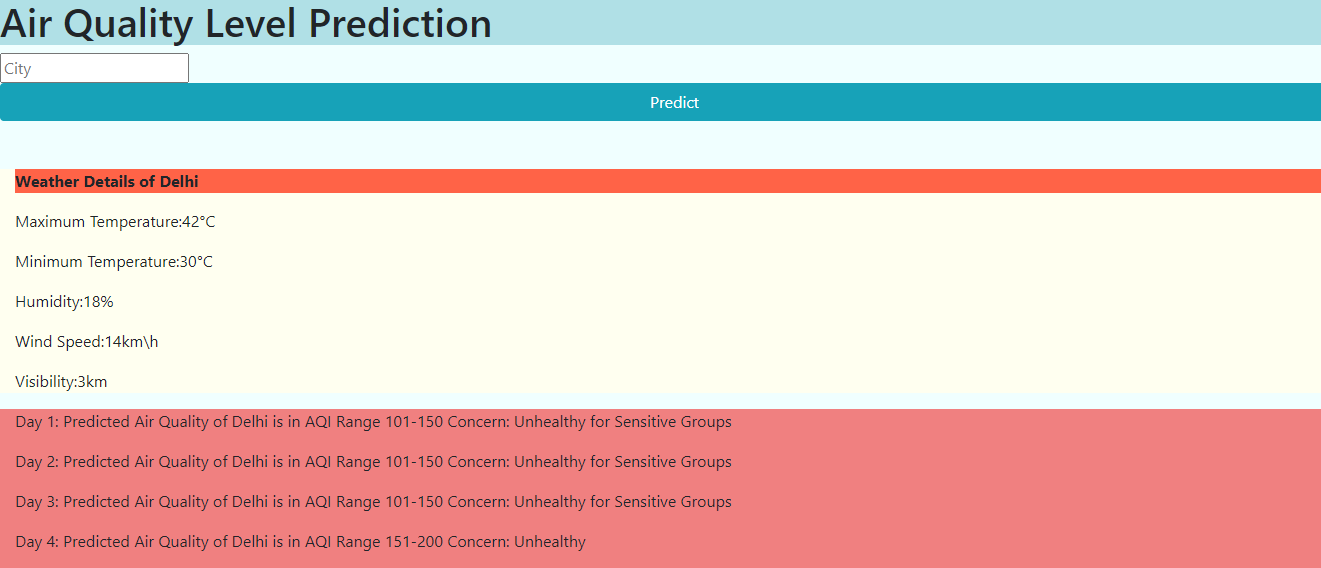 Air Quality Level Prediction
City
Predict
Weather Details of Delhi
Maximum Temperature:42°C
Minimum Temperature:30°C
Humidity:18%
Wind Speed:14km\h
Visibility:3km
Day 1: Predicted Air Quality of Delhi is in AQI Range 101-150 Concern: Unhealthy for Sensitive Groups
Day 2: Predicted Air Quality of Delhi is in AQI Range 101-150 Concern: Unhealthy for Sensitive Groups
Day 3: Predicted Air Quality of Delhi is in AQI Range 101-150 Concern: Unhealthy for Sensitive Groups
Day 4: Predicted Air Quality of Delhi is in AQI Range 151-200 Concern: Unhealthy